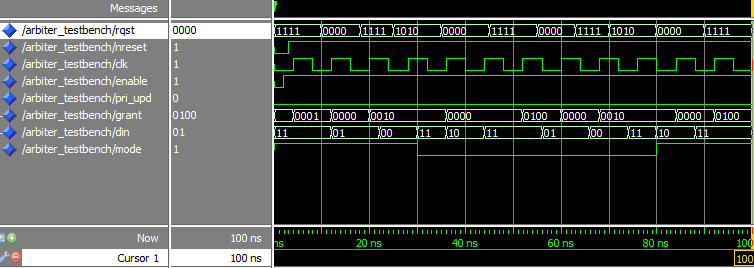 Messages
/arbiter_testbench/rqst 0000 1111 0000 1111 1010 0000 1111 0000 1111 1010 0000 1111
/arbiter_testbench/nreset 1
/arbiter_testbench/clk 1
/arbiter_testbench/enable 1
/arbiter_testbench/pri_upd 0
/arbiter_testbench/grant 0100 0001 0000 0010 0000 0100 0000 0010 0000 0100
/arbiter_testbench/din 01 11 01 00 11 10 11 01 00 11 10 11
/arbiter_testbench/mode 1
Now 100 ns ns 20 ns 40 ns 60 ns 80 ns 100
Cursor 1 100 ns 100